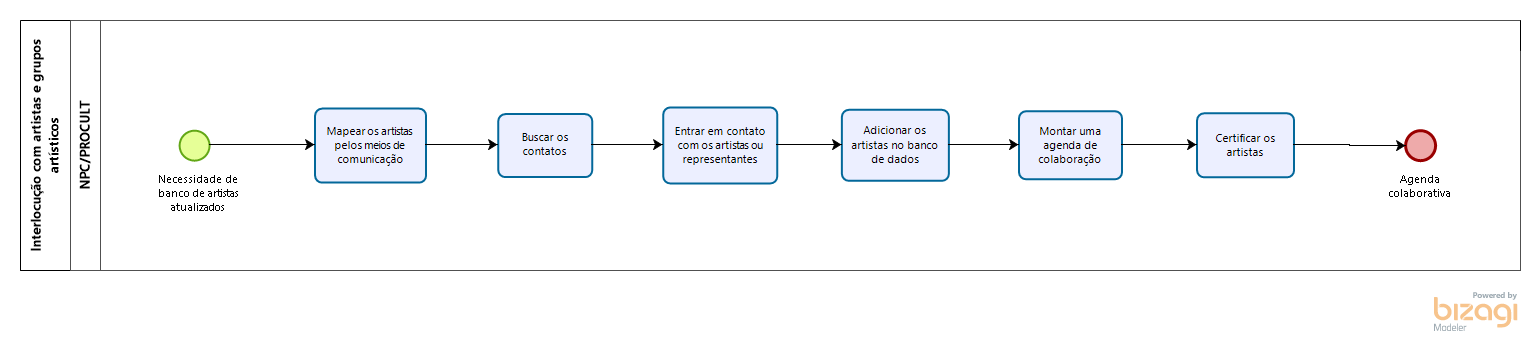 Interlocução com artistas e grupos
artísticos
NPC/PROCULT
Necessidade de
banco de artistas
atualizados
Mapear os artistas
pelos meios de
comunicação
Buscar os
contatos
Entrar em contato
com os artistas ou
representantes
Adicionar os
artistas no banco
de dados
Montar uma
agenda de
colaboração
Certificar os
artistas
Agenda
colaborativa
Powered by
bizagi
Modeler